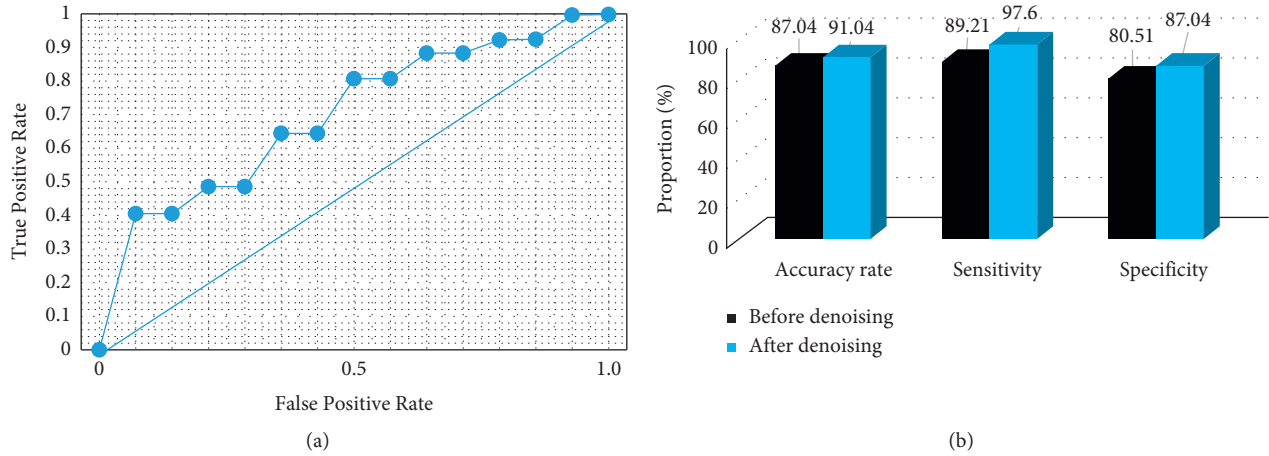 True Positive Rate
1
0.9
0.8
0.7
0.6
0.5
0.4
0.3
0.2
0.1
0
0 0.5 1.0
False Positive Rate
(a)
Proportion (%)
100
80
60
40
20
0
87.04 91.04 89.21 97.6 80.51 87.04
Accuracy rate Sensitivity Specificity
Before denoising
After denoising
(b)